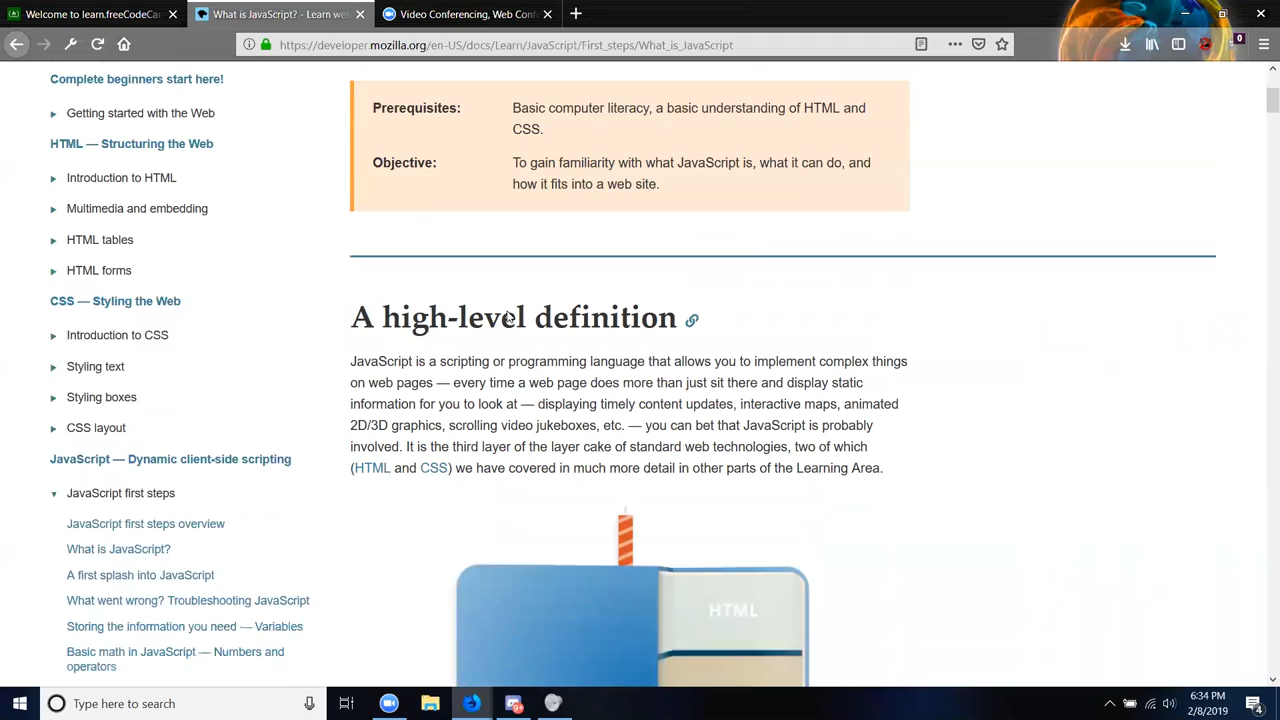 Welcome to learn.freeCodeCam
What is JavaScript? - Learn we
Video Conferencing, Web Conf
https://developer.mozilla.org/en-US/docs/Learn/JavaScript/First_steps/What_is_JavaScript
0
Complete beginners start here!
Getting started with the Web
HTML — Structuring the Web
Introduction to HTML
Multimedia and embedding
HTML tables
HTML forms
CSS — Styling the Web
Introduction to CSS
Styling text
Styling boxes
CSS layout
JavaScript — Dynamic client-side scripting
JavaScript first steps
JavaScript first steps overview
What is JavaScript?
A first splash into JavaScript
What went wrong? Troubleshooting JavaScript
Storing the information you need — Variables
Basic math in JavaScript — Numbers and
operators
Prerequisites: Basic computer literacy, a basic understanding of HTML and
CSS.
Objective: To gain familiarity with what JavaScript is, what it can do, and
how it fits into a web site.
A high-level definition
JavaScript is a scripting or programming language that allows you to implement complex things
on web pages — every time a web page does more than just sit there and display static
information for you to look at — displaying timely content updates, interactive maps, animated
2D/3D graphics, scrolling video jukeboxes, etc. — you can bet that JavaScript is probably
involved. It is the third layer of the layer cake of standard web technologies, two of which
(HTML and CSS) we have covered in much more detail in other parts of the Learning Area.
HTML
Type here to search
6:34 PM
2/8/2019
4